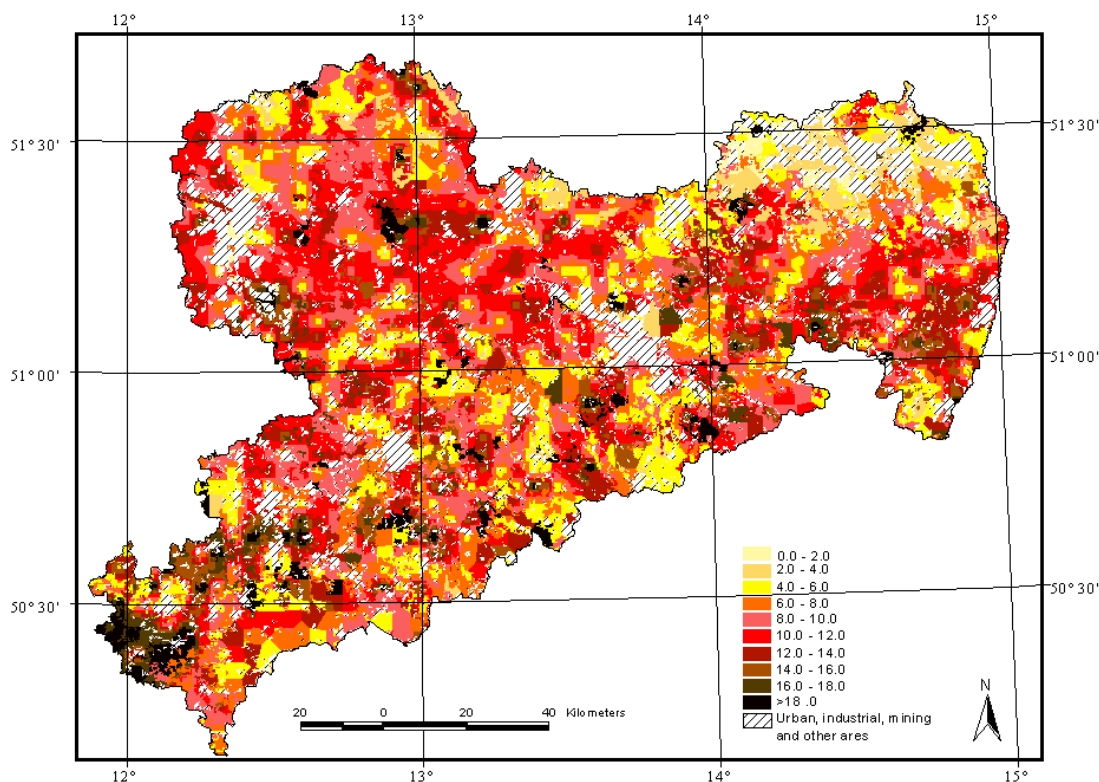 12°
13°
14°
15°
51°30'
51°30'
51°00'
51°00'
50°30'
50°30'
0.0 - 2.0
2.0 - 4.0
4.0 - 6.0
6.0 - 8.0
8.0 - 10.0
10.0 - 12.0
12.0 - 14.0
14.0 - 16.0
16.0 - 18.0
>18 .0
Urban, industrial, mining
and other ares
N
20 0 20 40 Kilometers
12°
13°
14°
15°